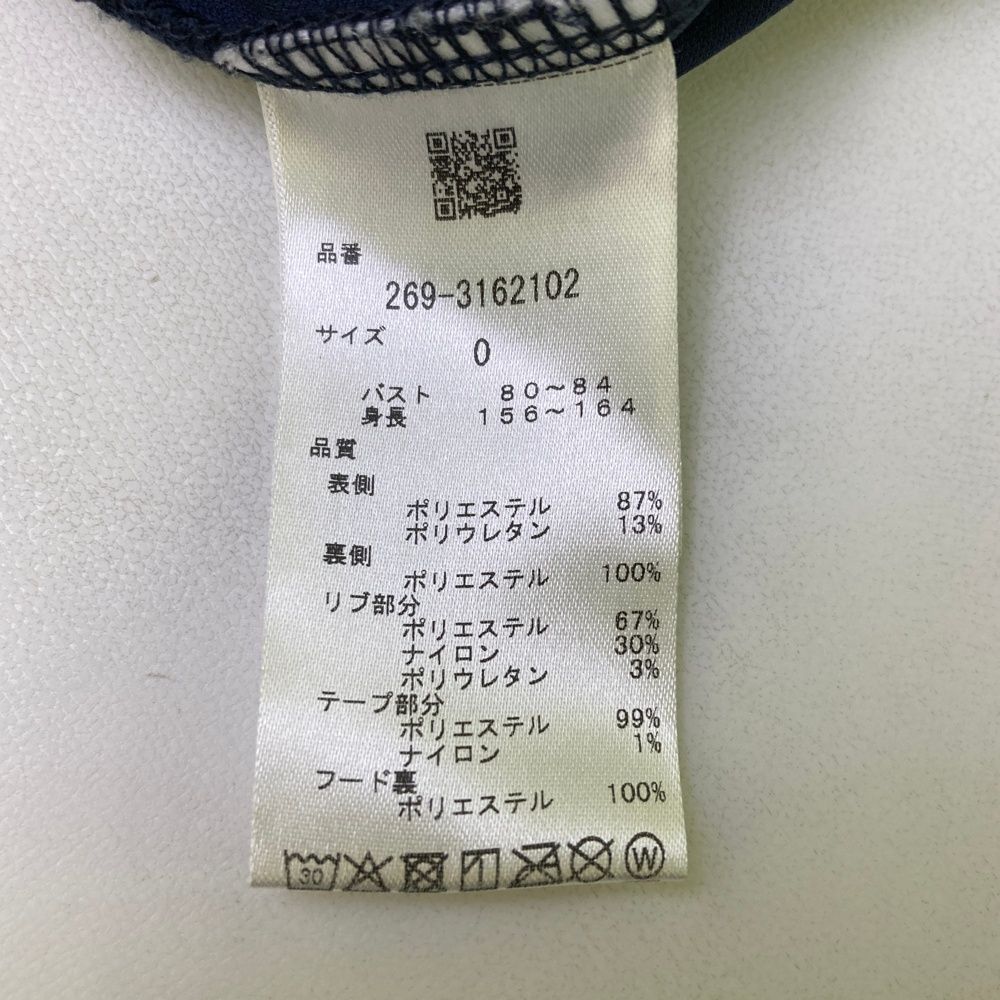 品番
269-3162102
サイズ
0
バスト 80～84
身長 156～164
品質
表側
ポリエステル 87%
ポリウレタン 13%
裏側
ポリエステル 100%
リブ部分
ポリエステル 67%
ナイロン 30%
ポリウレタン 3%
テープ部分
ポリエステル 99%
ナイロン 1%
フード裏
ポリエステル 100%
30
W